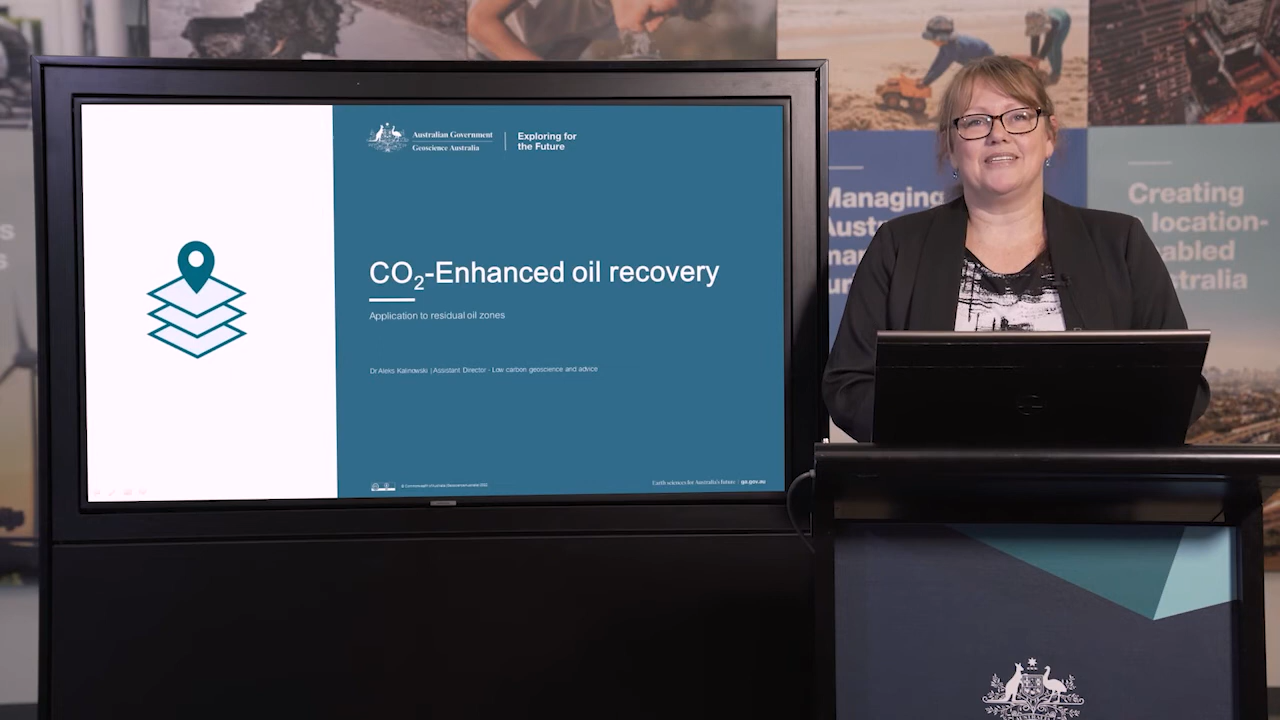 Australian Government
Geoscience Australia
Exploring for
the Future
CO₂-Enhanced oil recovery
Application to residual oil zones
Dr Aleks Kalinowski | Assistant Director - Low carbon geoscience and advice
Earth sciences for Australia's future | ga.gov.au
Managing
Creating
location-